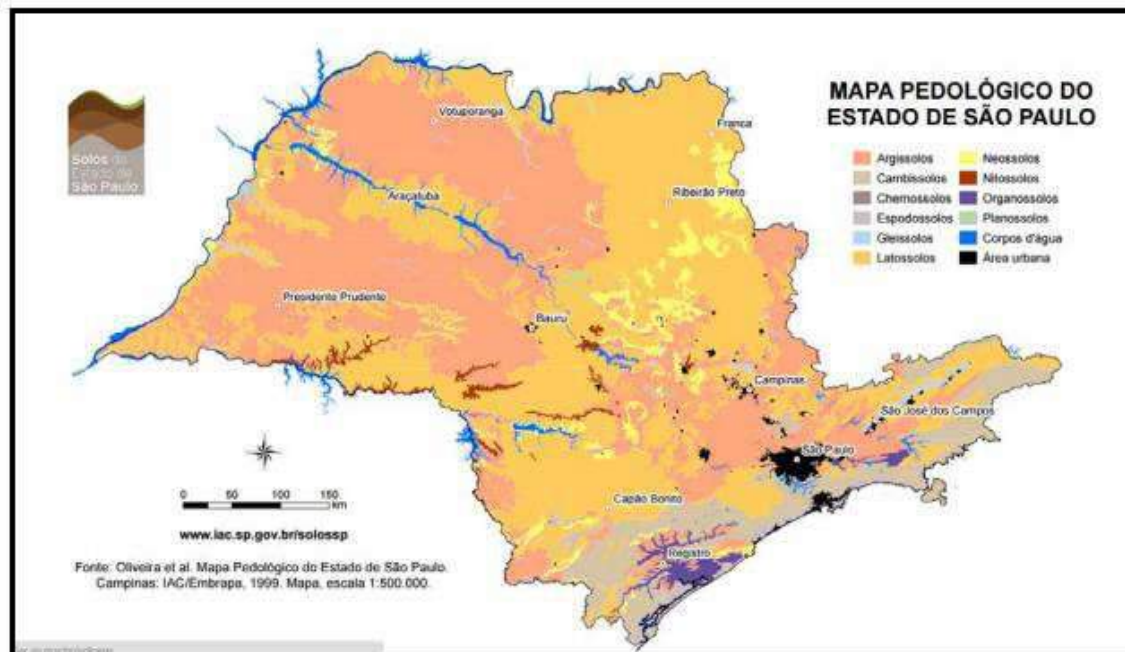 MAPA PEDOLÓGICO DO
ESTADO DE SÃO PAULO
Solos do
Estado de
São Paulo
Votuporanga
Franca
Araçatuba
Ribeirão Preto
Presidente Prudente
Bauru
Campinas
São José dos Campos
São Paulo
Capão Bonito
Registro
Argissolos
Cambissolos
Chernossolos
Espodossolos
Gleissolos
Latossolos
Neossolos
Nitossolos
Organossolos
Planossolos
Corpos d'água
Área urbana
0 50 100 150
km
www.iac.sp.gov.br/solossp
Fonte: Oliveira et al. Mapa Pedológico do Estado de São Paulo.
Campinas: IAC/Embrapa, 1999. Mapa, escala 1:500.000.